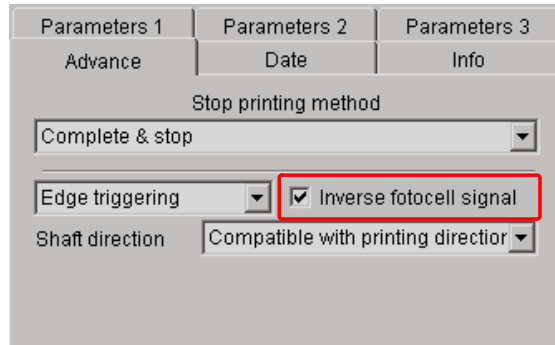 Parameters 1 Parameters 2 Parameters 3
Advance Date Info
Stop printing method
Complete & stop
Edge triggering Inverse fotocell signal
Shaft direction Compatible with printing direction